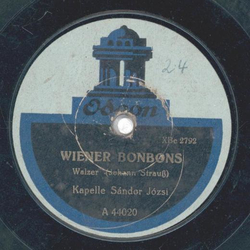 24
Odeon
XBe 2792
WIENER BONBONS
Walzer (Johann Strauß)
Kapelle Sándor Józsi
A 44020